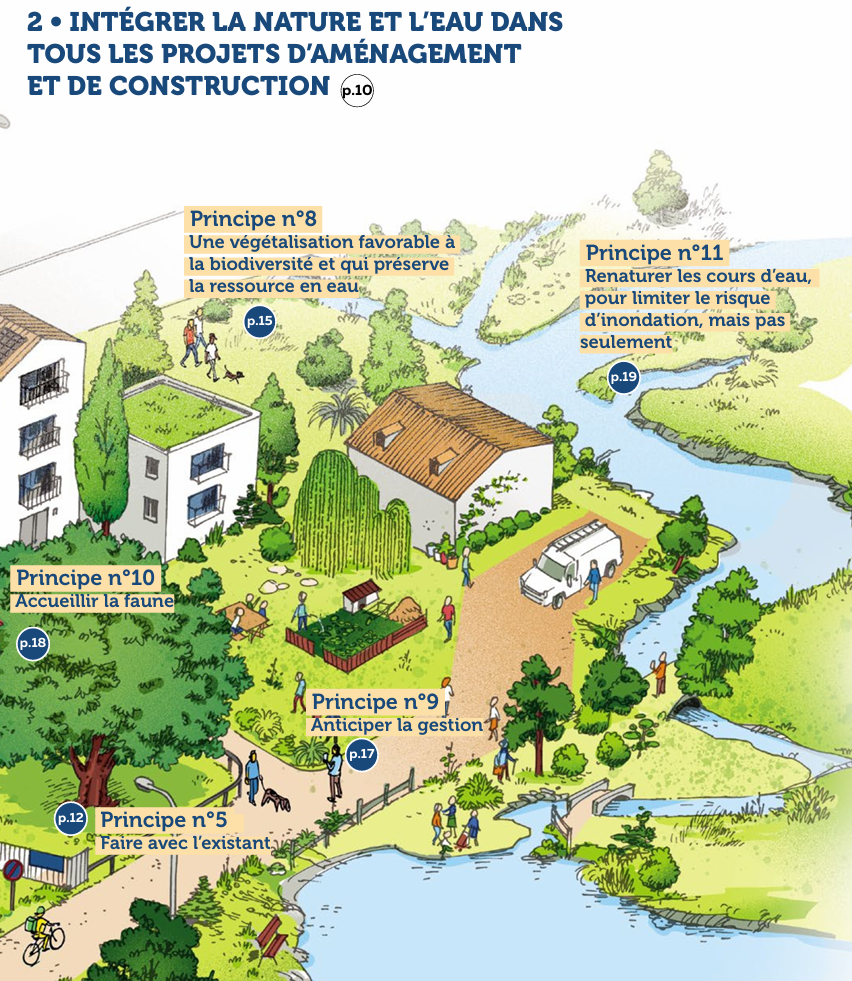 2 • INTÉGRER LA NATURE ET L'EAU DANS
TOUS LES PROJETS D'AMÉNAGEMENT
ET DE CONSTRUCTION p.10
Principe n°8
Une végétalisation favorable à
la biodiversité et qui préserve
la ressource en eau
p.15
Principe n°11
Renaturer les cours d'eau,
pour limiter le risque
d'inondation, mais pas
seulement
p.19
Principe n°10
Accueillir la faune
p.18
Principe n°9
Anticiper la gestion
p.17
p.12
Principe n°5
Faire avec l'existant